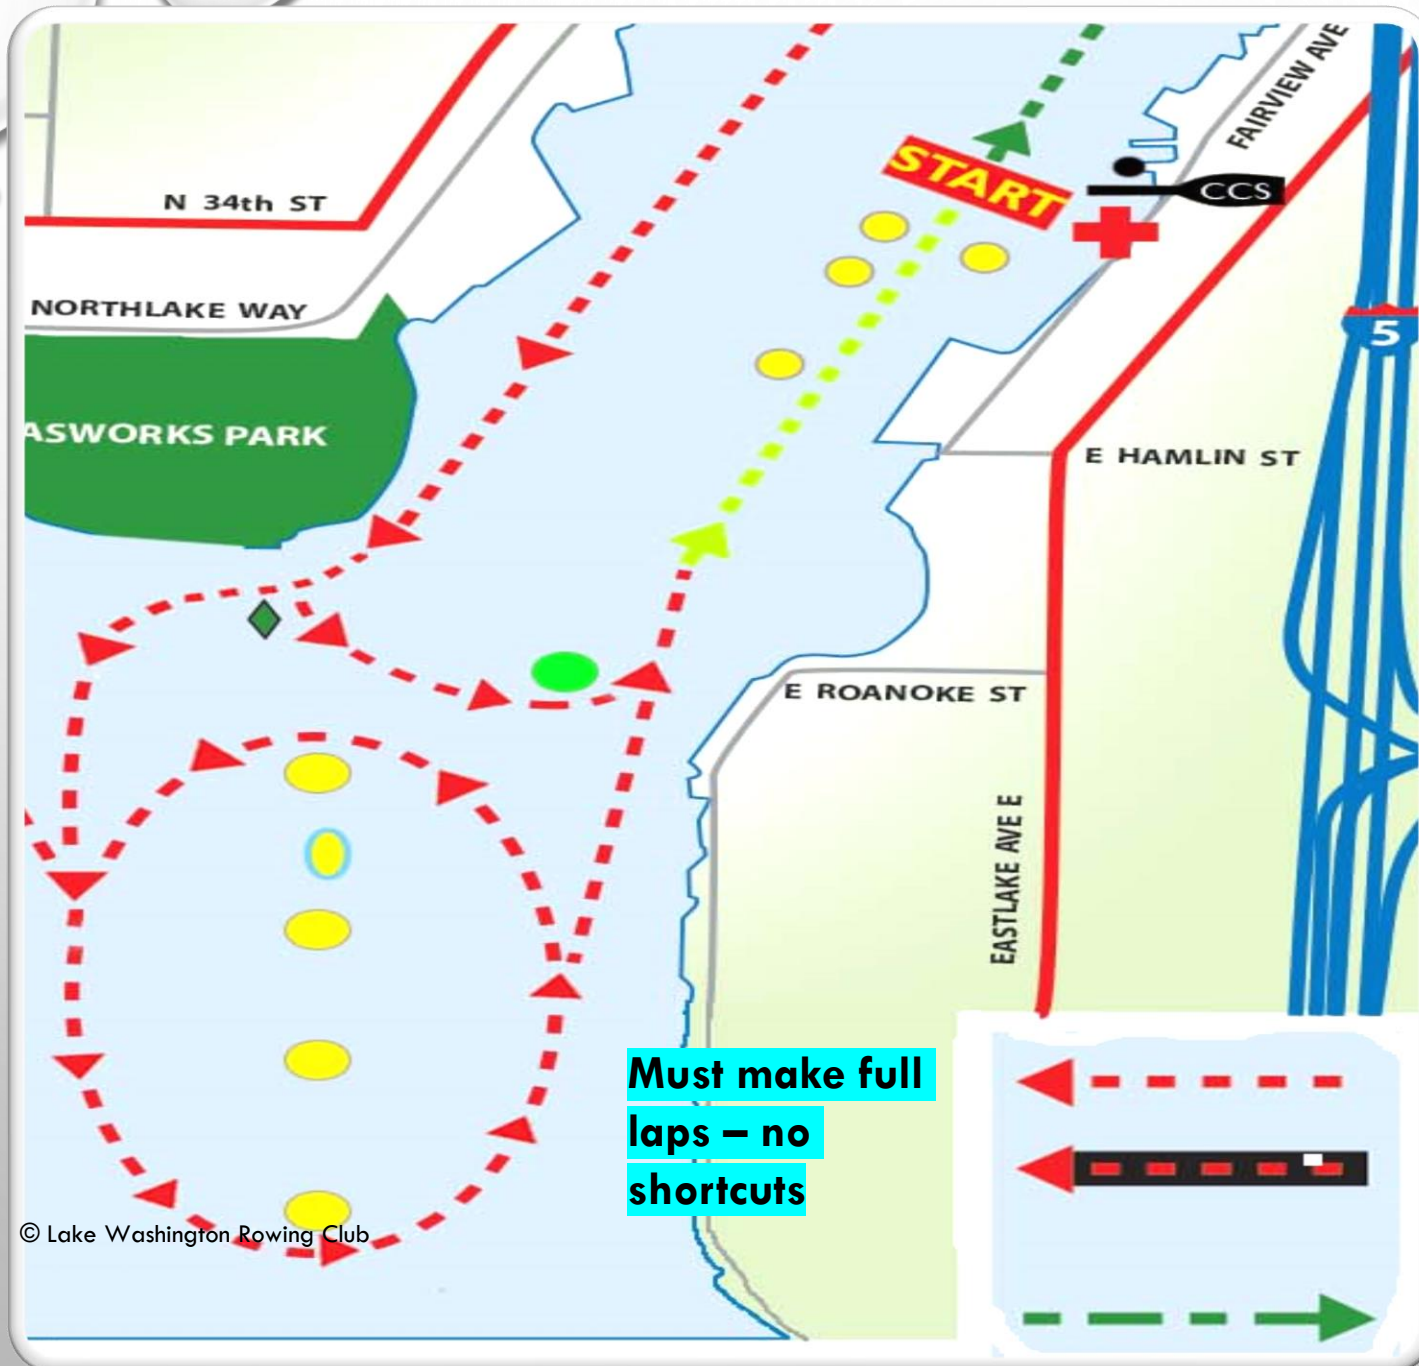 FAIRVIEW AVE
START
CCS
N 34th ST
NORTHLAKE WAY
5
ASWORKS PARK
E HAMLIN ST
E ROANOKE ST
EASTLAKE AVE E
Must make full
laps – no
shortcuts
© Lake Washington Rowing Club